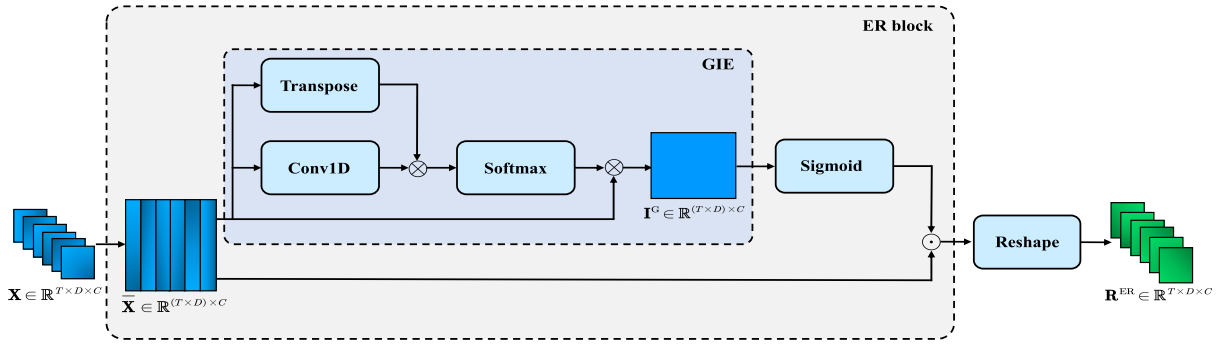 ER block
GIE
Transpose
Conv1D
Softmax
Sigmoid
Reshape
I^G ∈ ℝ^(T×D)×C
X ∈ ℝ^T×D×C
X̄ ∈ ℝ^(T×D)×C
R^ER ∈ ℝ^T×D×C